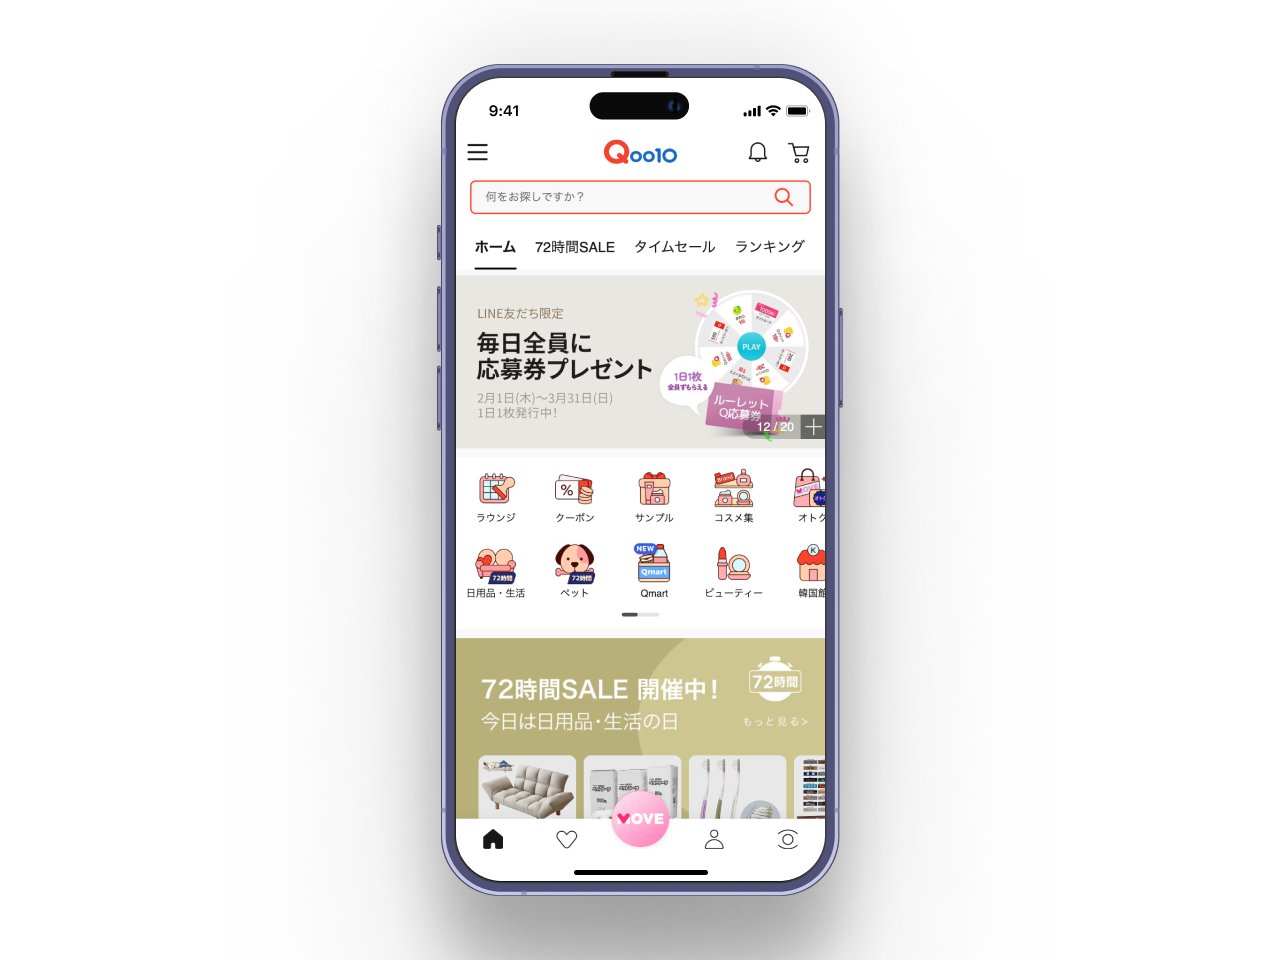 9:41
Qoo10
何をお探しですか？
ホーム 72時間SALE タイムセール ランキング
LINE友だち限定
毎日全員に
応募券プレゼント
2月1日(木)～3月31日(日)
1日1枚発行中！
PLAY
1日1枚
全員ずもらえる
ルーレット
Q応募券
12 / 20
ラウンジ クーポン サンプル コスメ集 オトク
Brand
%
MOVE
72時間
72時間
NEW
Qmart
K
日用品・生活 ペット Qmart ビューティー 韓国館
72時間SALE 開催中！
72時間
今日は日用品・生活の日
もっと見る>
MOVE